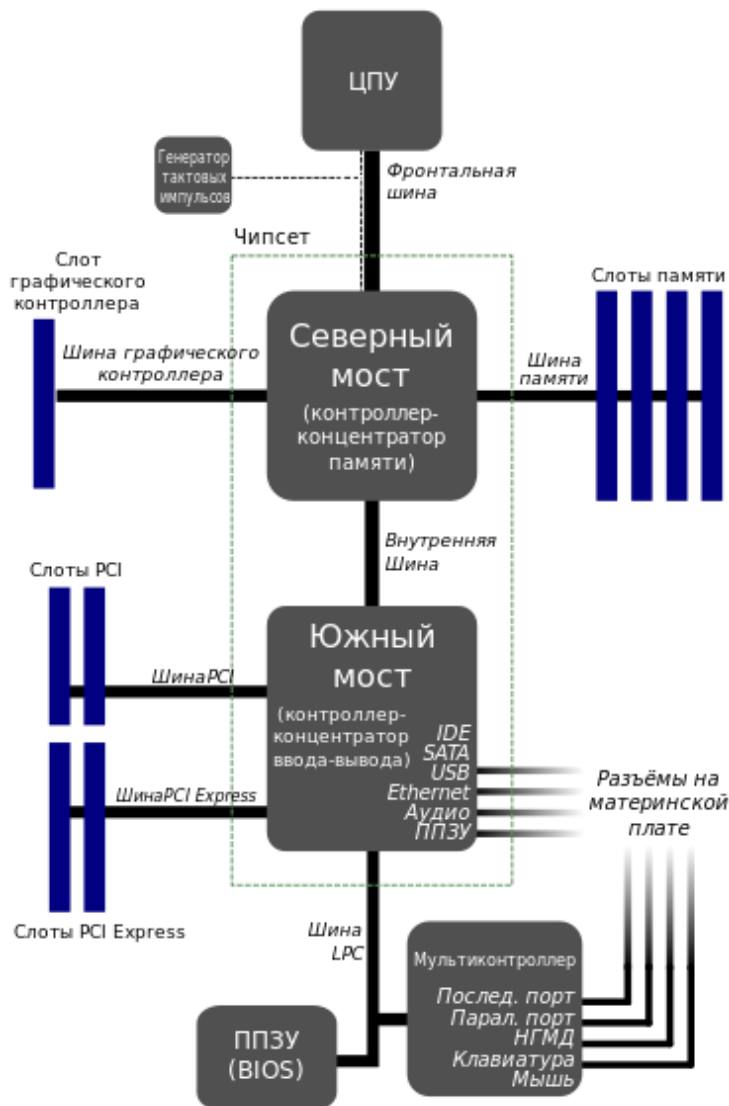 ЦПУ
Генератор
тактовых
импульсов
Фронтальная
шина
Чипсет
Слот
графического
контроллера
Слоты памяти
Шина графического
контроллера
Северный
мост
(контроллер-
концентратор
памяти)
Шина
памяти
Внутренняя
Шина
Слоты PCI
Южный
мост
(контроллер-
концентратор
ввода-вывода)
ШинаPCI
IDE
SATA
USB
Ethernet
Аудио
ППЗУ
Разъёмы на
материнской
плате
ШинаPCI Express
Слоты PCI Express
Шина
LPC
Мультиконтроллер
Послед. порт
Парал. порт
НГМД
Клавиатура
Мышь
ППЗУ
(BIOS)